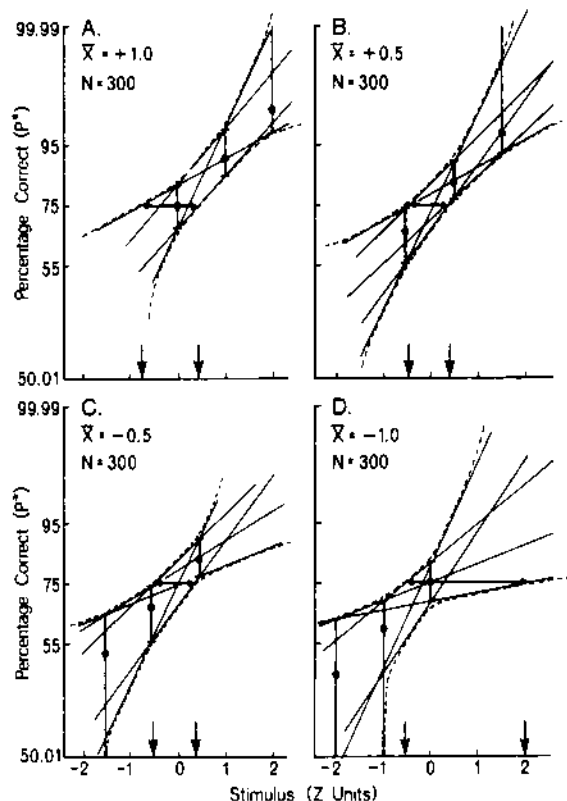 99.99
A.
X̄ = +1.0
N = 300
B.
X̄ = +0.5
N = 300
95
75
55
50.01
Percentage Correct (P*)
99.99
C.
X̄ = -0.5
N = 300
D.
X̄ = -1.0
N = 300
95
75
55
50.01
Percentage Correct (P*)
-2 -1 0 1 2 -2 -1 0 1 2
Stimulus (Z Units)